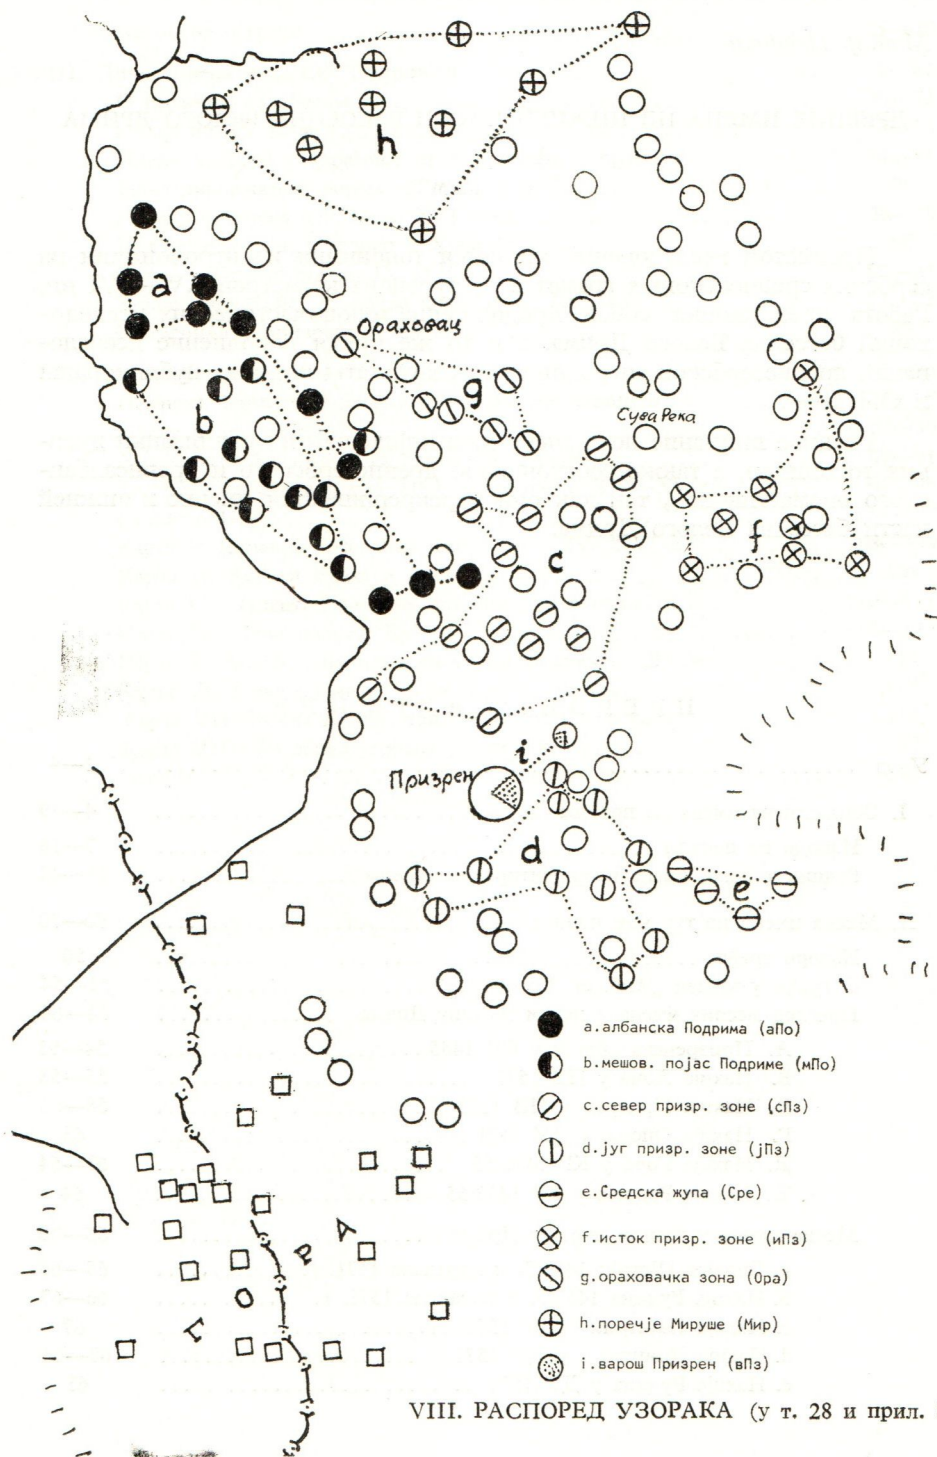 h
a
Ораховац
g
b
Сува Река
c
f
i
Призрен
d
e
ГОРА
a.албанска Подрима (аПо)
b.мешов. појас Подриме (мПо)
c.север призр. зоне (сПз)
d.југ призр. зоне (јПз)
e.Средска жупа (Сре)
f.исток призр. зоне (иПз)
g.ораховачка зона (Ора)
h.поречје Мируше (Мир)
i.варош Призрен (вПз)
VIII. РАСПОРЕД УЗОРАКА (у т. 28 и прил.